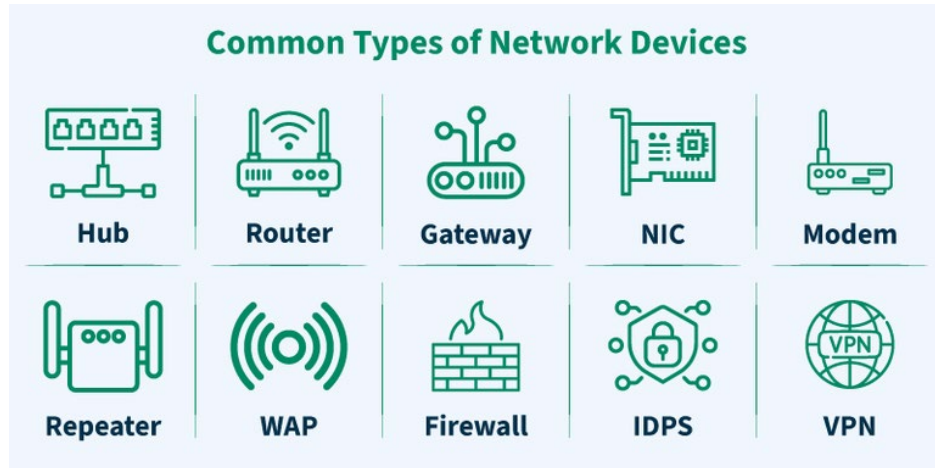 Common Types of Network Devices
Hub
Router
Gateway
NIC
Modem
Repeater
WAP
Firewall
IDPS
VPN
VPN